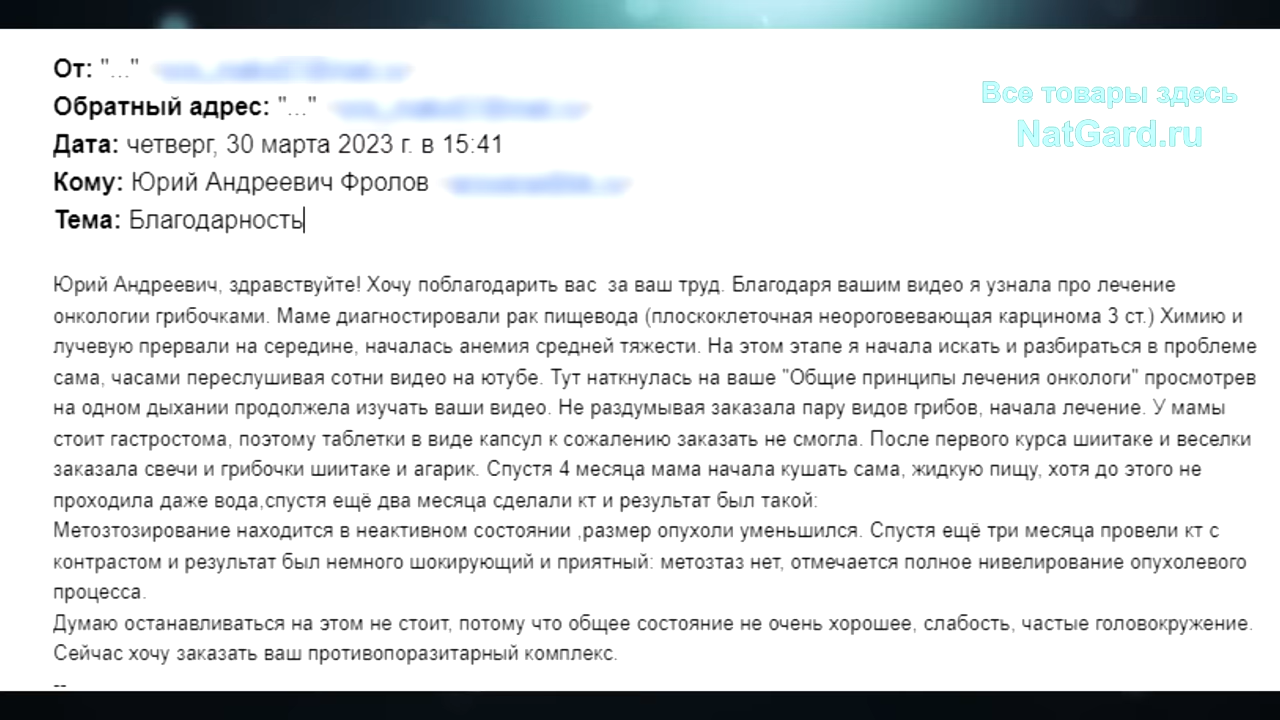 От: "..."
Обратный адрес: "..."
Дата: четверг, 30 марта 2023 г. в 15:41
Кому: Юрий Андреевич Фролов
Тема: Благодарность
Все товары здесь
NatGard.ru
Юрий Андреевич, здравствуйте! Хочу поблагодарить вас за ваш труд. Благодаря вашим видео я узнала про лечение
онкологии грибочками. Маме диагностировали рак пищевода (плоскоклеточная неороговевающая карцинома 3 ст.) Химию и
лучевую прервали на середине, началась анемия средней тяжести. На этом этапе я начала искать и разбираться в проблеме
сама, часами переслушивая сотни видео на ютубе. Тут наткнулась на ваше "Общие принципы лечения онкологи" просмотрев
на одном дыхании продолжела изучать ваши видео. Не раздумывая заказала пару видов грибов, начала лечение. У мамы
стоит гастростома, поэтому таблетки в виде капсул к сожалению заказать не смогла. После первого курса шиитаке и веселки
заказала свечи и грибочки шиитаке и агарик. Спустя 4 месяца мама начала кушать сама, жидкую пищу, хотя до этого не
проходила даже вода,спустя ещё два месяца сделали кт и результат был такой:
Метозтозирование находится в неактивном состоянии ,размер опухоли уменьшился. Спустя ещё три месяца провели кт с
контрастом и результат был немного шокирующий и приятный: метозтаз нет, отмечается полное нивелирование опухолевого
процесса.
Думаю останавливаться на этом не стоит, потому что общее состояние не очень хорошее, слабость, частые головокружение.
Сейчас хочу заказать ваш противопоразитарный комплекс.
--